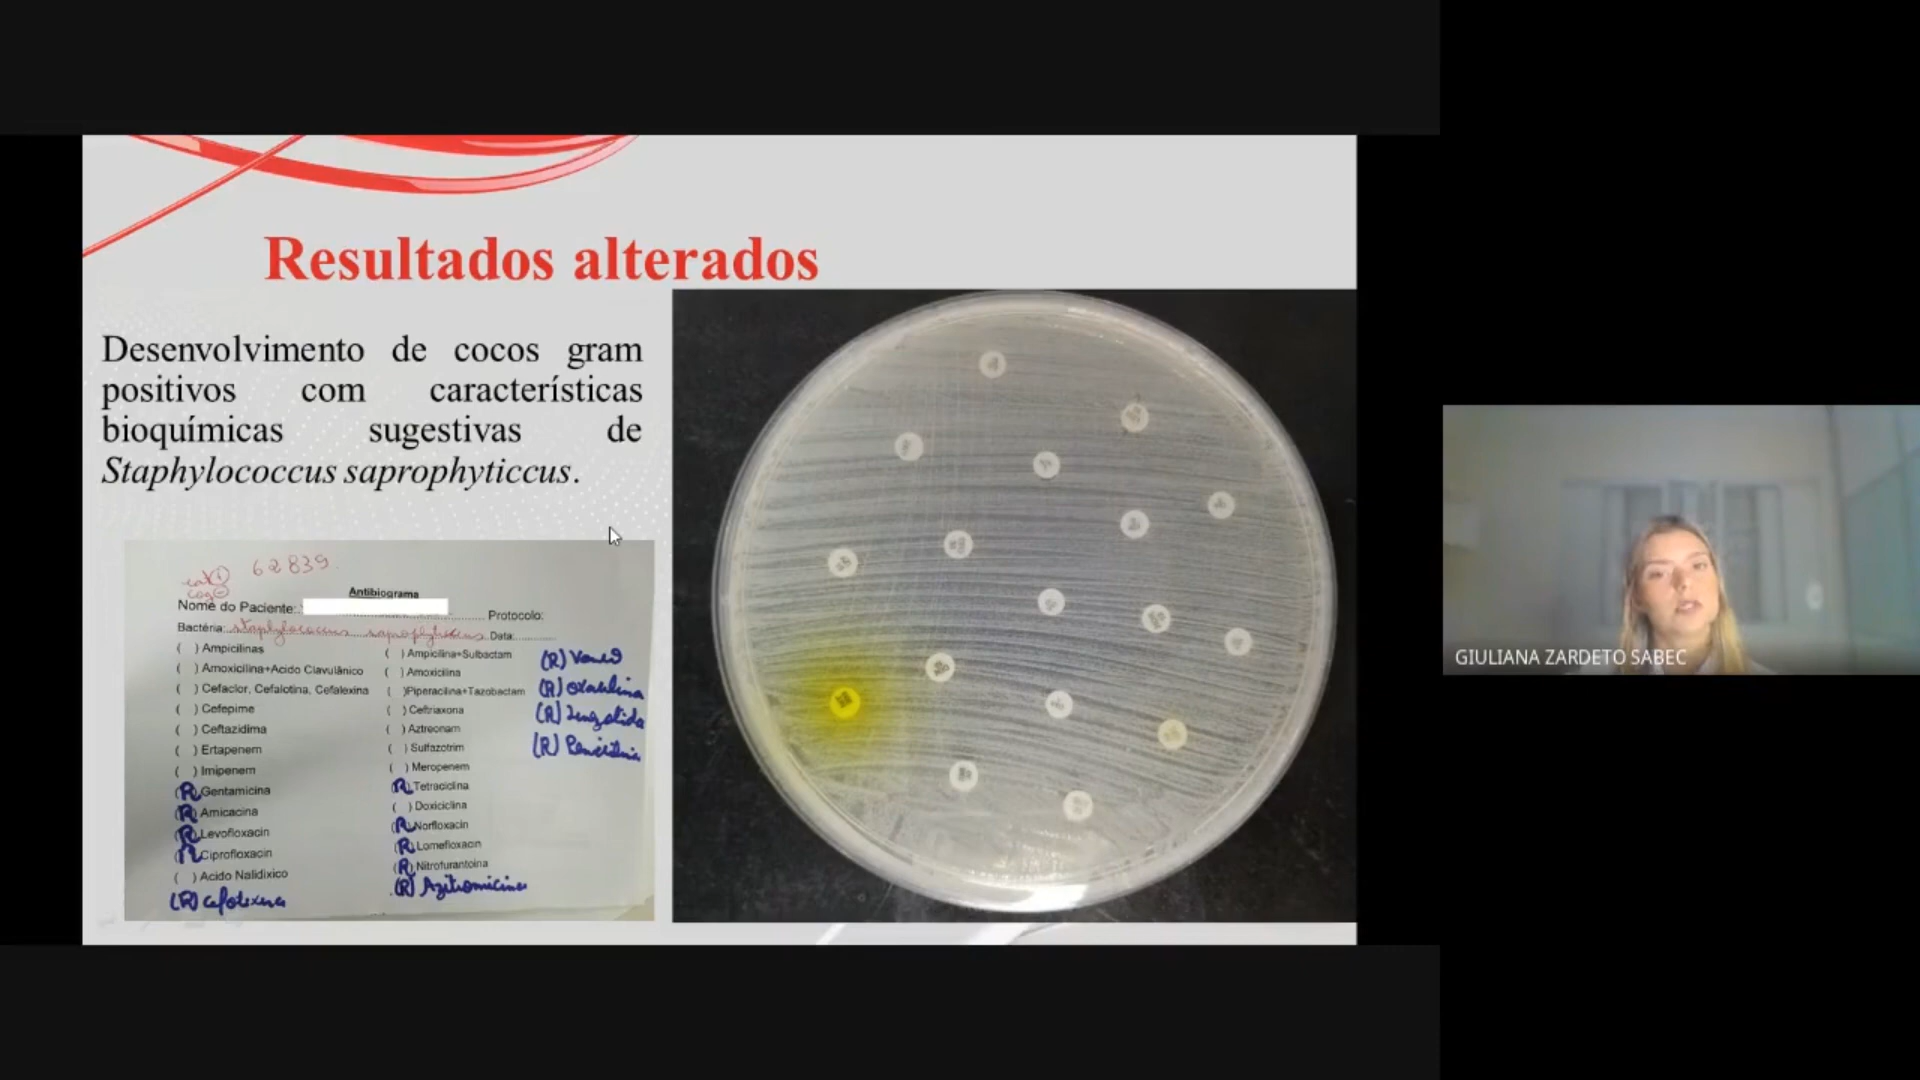 Resultados alterados
Desenvolvimento de cocos gram
positivos com características
bioquímicas sugestivas de
Staphylococcus saprophyticcus.
62839
Antibiograma
Nome do Paciente: Protocolo:
Bactéria: staphylococcus saprophyticcus Data:
( ) Ampicilinas
( ) Amoxicilina+Acido Clavulânico
( ) Cefaclor, Cefalotina, Cefalexina
( ) Cefepime
( ) Ceftazidima
( ) Ertapenem
( ) Imipenem
(R) Gentamicina
(R) Amicacina
(R) Levofloxacin
(R) Ciprofloxacin
( ) Acido Nalidixico
( ) Ampicilina+Sulbactam
( ) Amoxicilina
( )Piperacilina+Tazobactam
( ) Ceftriaxona
( ) Aztreonam
( ) Sulfazotrim
( ) Meropenem
(R) Tetraciclina
( ) Doxiciclina
(R) Norfloxacin
(R) Lomefloxacin
(R) Nitrofurantoina
(R) Azitromicina
(R) oxacilina
(R) Penicilina
GIULIANA ZARDETO SABEC